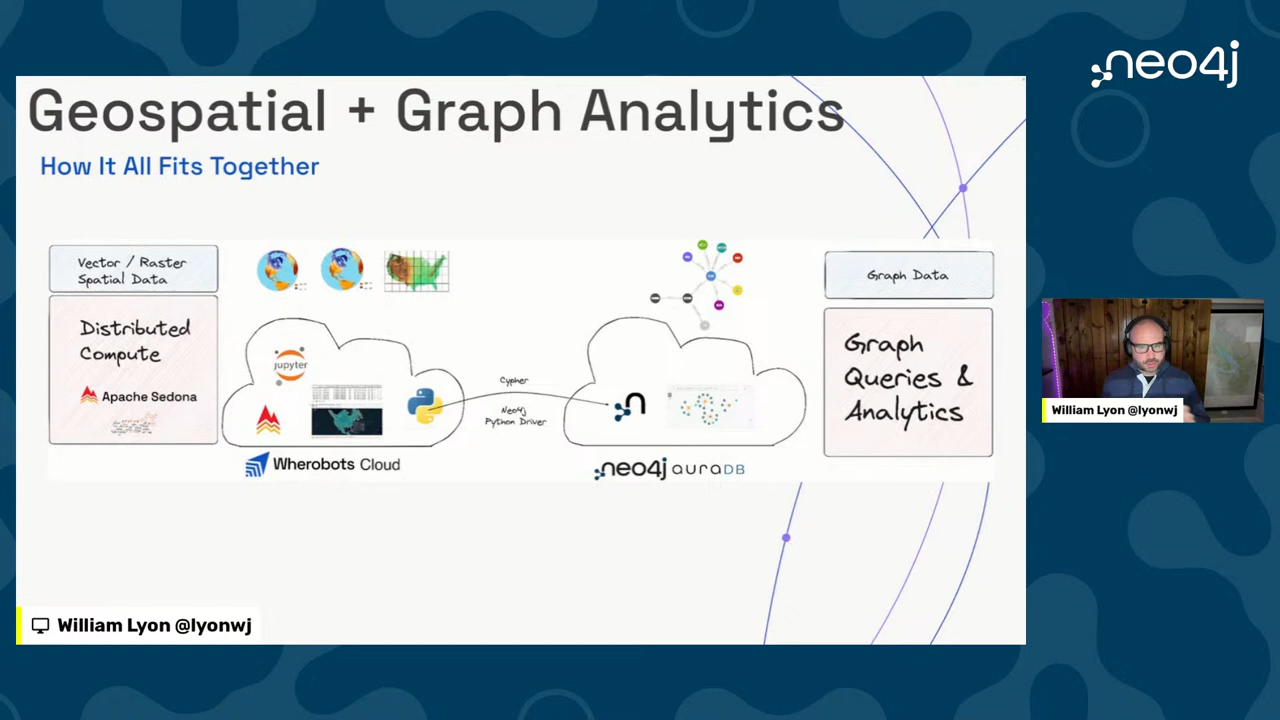 neo4j
Geospatial + Graph Analytics
How It All Fits Together
Vector / Raster
Spatial Data
Distributed
Compute
Apache Sedona
jupyter
Wherobots Cloud
Cypher
Neo4j
Python Driver
neo4j auraDB
Graph Data
Graph
Queries &
Analytics
William Lyon @lyonwj
William Lyon @lyonwj